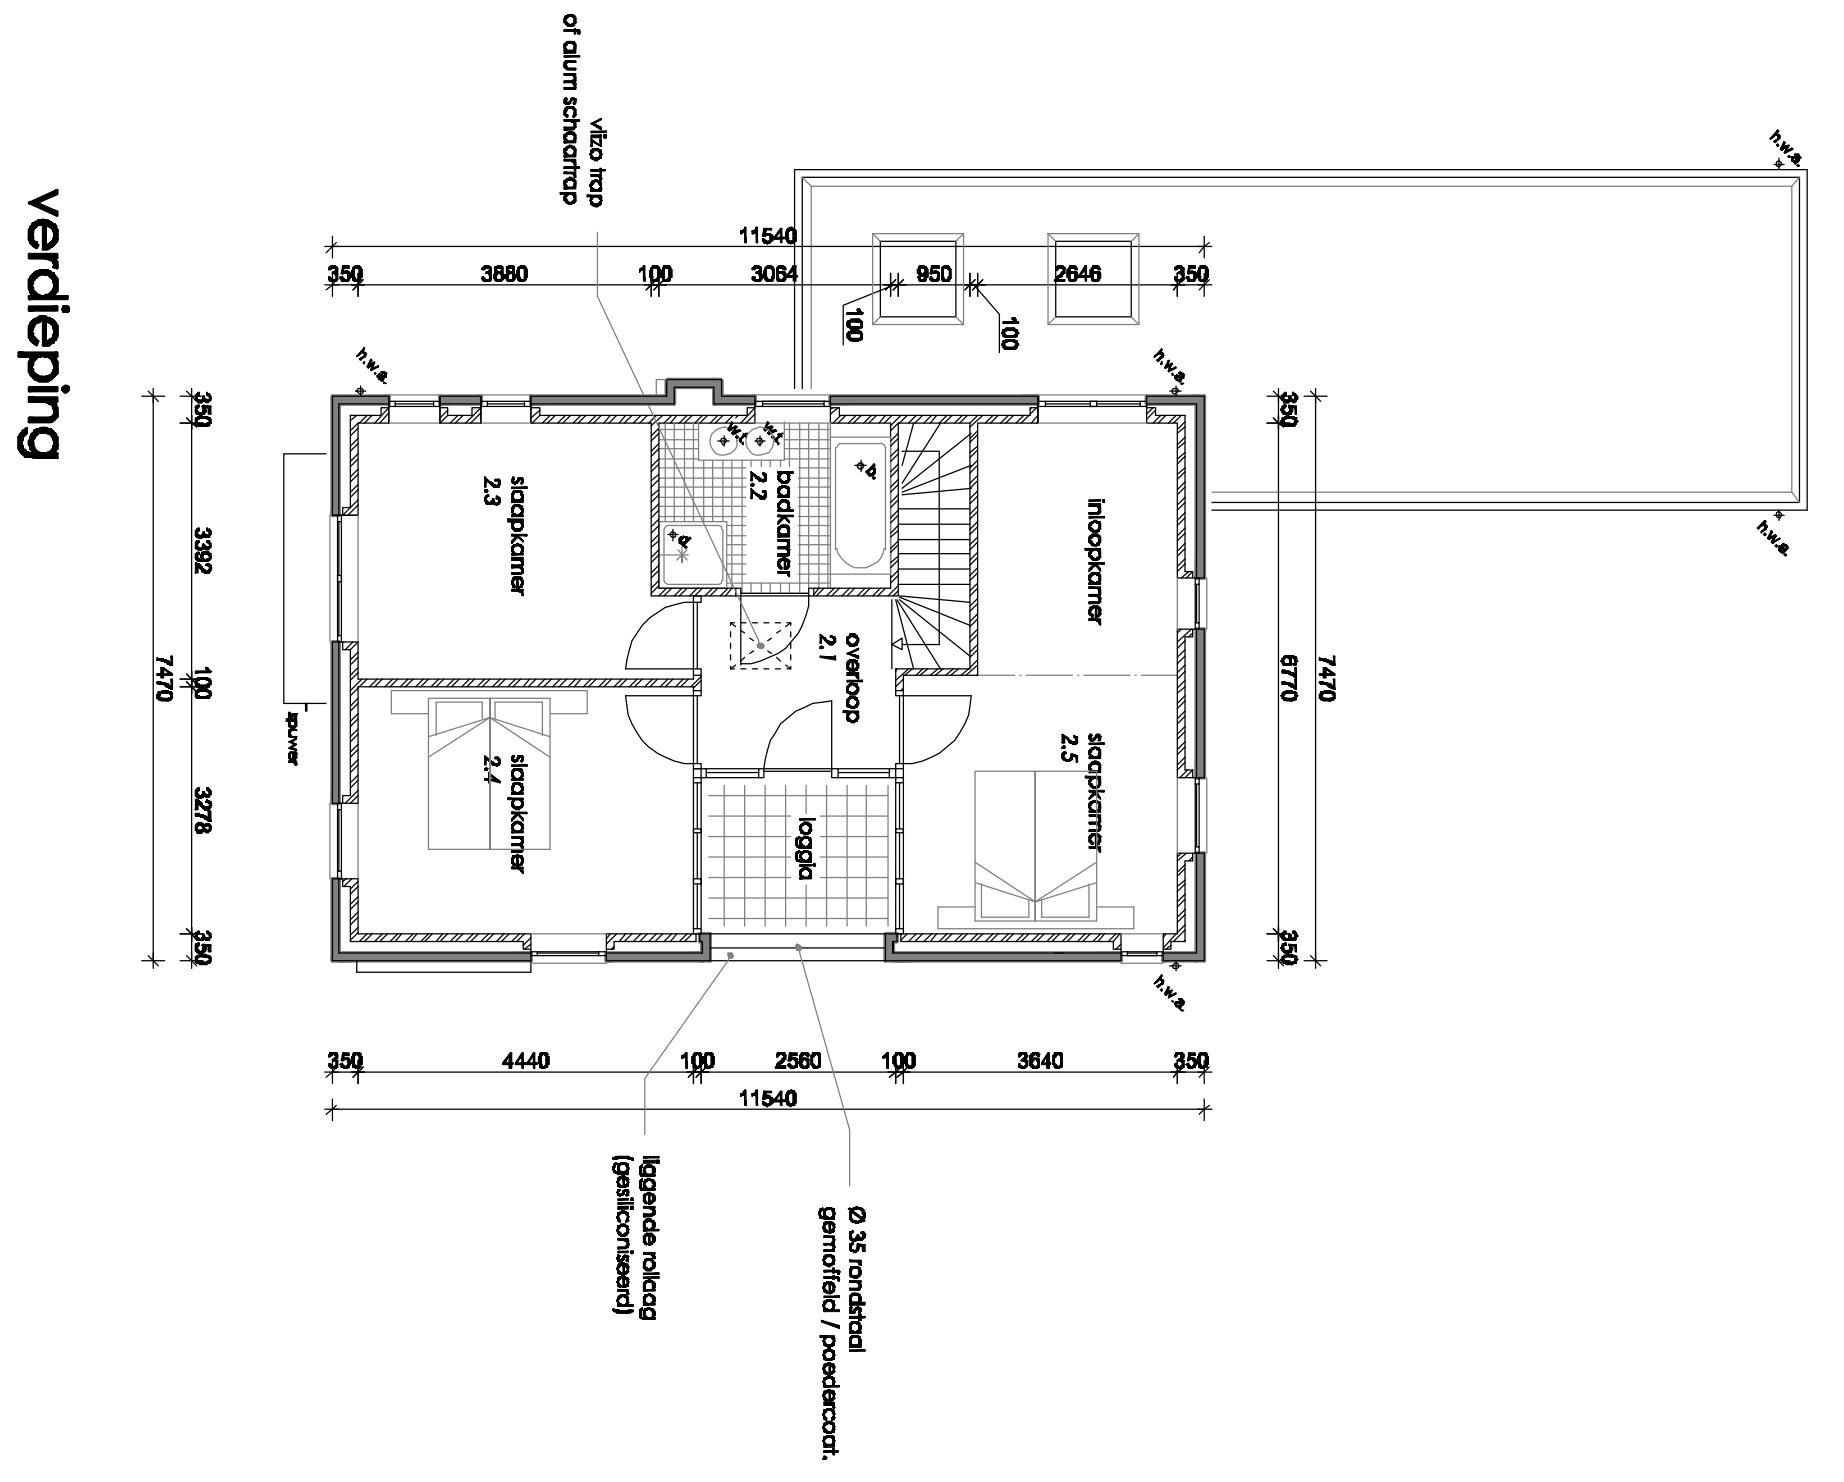 verdieping
vlizo trap
of alum schaartrap
h.w.a.
11540
350
3880
100
3064
950
2646
350
100
100
h.w.a.
h.w.a.
h.w.a.
350
3392
100
3278
350
7470
350
6770
350
7470
slaapkamer
2.3
w.t.
w.t.
b.
d.
badkamer
2.2
inloopkamer
overloop
2.1
slaapkamer
2.4
slaapkamer
2.5
loggia
spuwer
h.w.a.
350
4440
100
2560
100
3640
350
11540
liggende rollaag
(gesiliconiseerd)
Ø 35 rondstaal
gemoffeld / poedercoat.